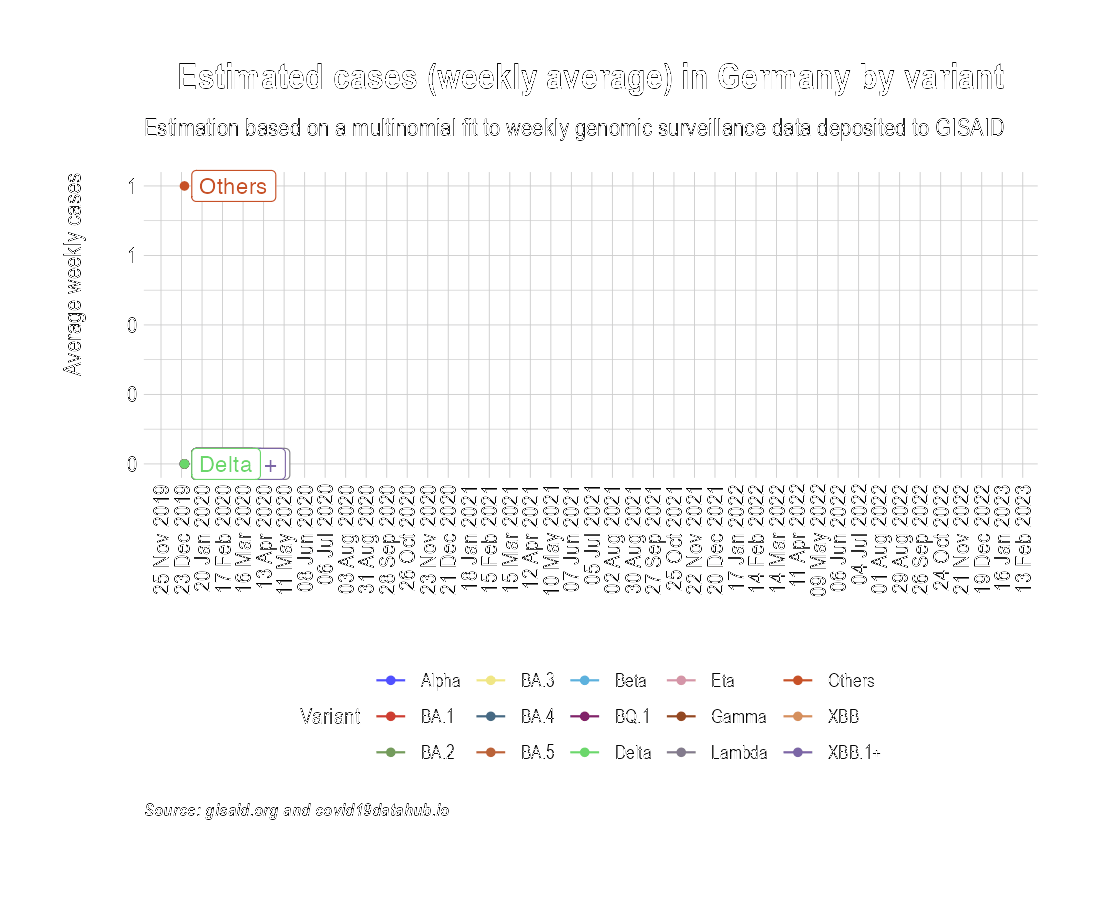 Estimated cases (weekly average) in Germany by variant
Estimation based on a multinomial fit to weekly genomic surveillance data deposited to GISAID
Average weekly cases
1
1
0
0
0
Others
Delta
+
25 Nov 2019
23 Dec 2019
20 Jan 2020
17 Feb 2020
16 Mar 2020
13 Apr 2020
11 May 2020
08 Jun 2020
06 Jul 2020
03 Aug 2020
31 Aug 2020
28 Sep 2020
26 Oct 2020
23 Nov 2020
21 Dec 2020
18 Jan 2021
15 Feb 2021
15 Mar 2021
12 Apr 2021
10 May 2021
07 Jun 2021
05 Jul 2021
02 Aug 2021
30 Aug 2021
27 Sep 2021
25 Oct 2021
22 Nov 2021
20 Dec 2021
17 Jan 2022
14 Feb 2022
14 Mar 2022
11 Apr 2022
09 May 2022
06 Jun 2022
04 Jul 2022
01 Aug 2022
29 Aug 2022
26 Sep 2022
24 Oct 2022
21 Nov 2022
19 Dec 2022
16 Jan 2023
13 Feb 2023
Variant
Alpha
BA.1
BA.2
BA.3
BA.4
BA.5
Beta
BQ.1
Delta
Eta
Gamma
Lambda
Others
XBB
XBB.1+
Source: gisaid.org and covid19datahub.io